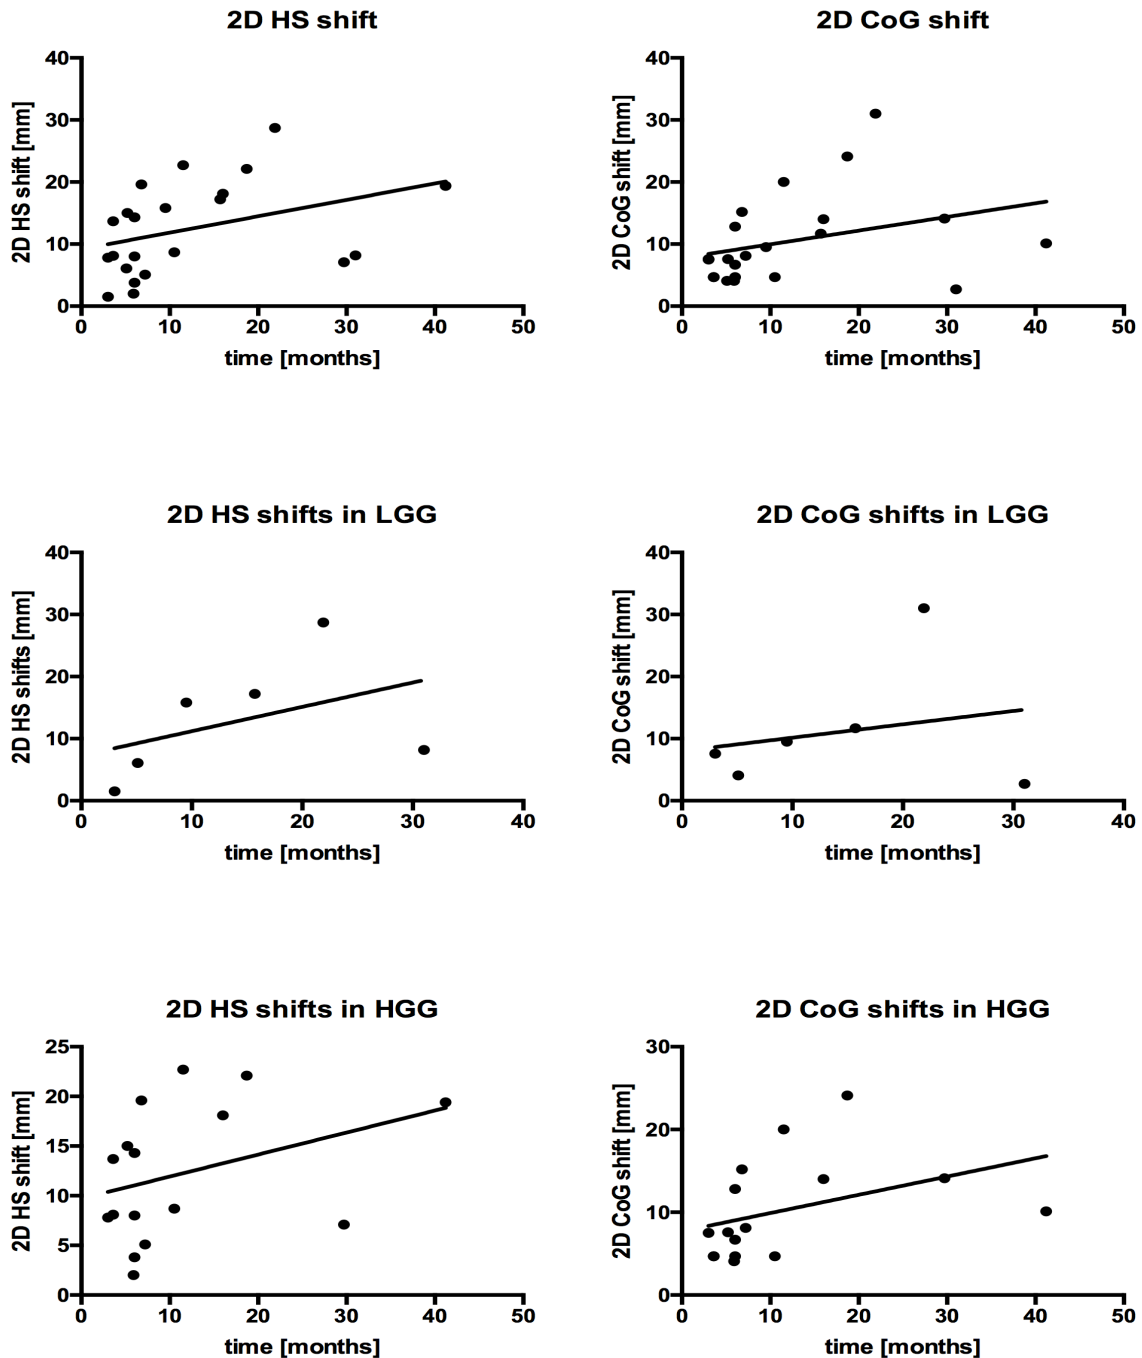 2D HS shift
2D HS shift [mm]
40
30
20
10
0
0 10 20 30 40 50
time [months]
2D CoG shift
2D CoG shift [mm]
40
30
20
10
0
0 10 20 30 40 50
time [months]
2D HS shifts in LGG
2D HS shifts [mm]
40
30
20
10
0
0 10 20 30 40
time [months]
2D CoG shifts in LGG
2D CoG shift [mm]
40
30
20
10
0
0 10 20 30 40
time [months]
2D HS shifts in HGG
2D HS shift [mm]
25
20
15
10
5
0
0 10 20 30 40 50
time [months]
2D CoG shifts in HGG
2D CoG shift [mm]
30
20
10
0
0 10 20 30 40 50
time [months]